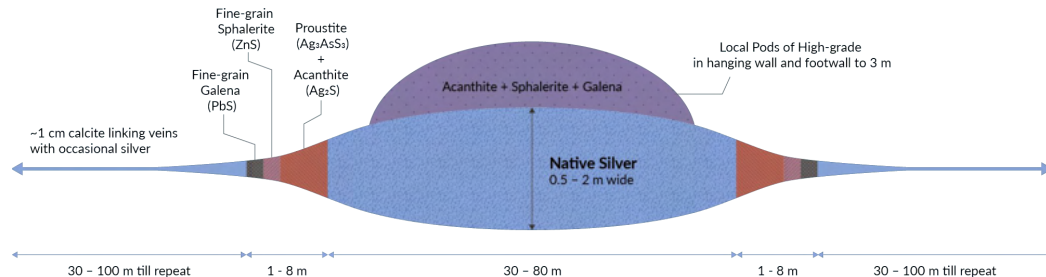 Fine-grain
Sphalerite
(ZnS)
Proustite
(Ag₃AsS₃)
+
Acanthite
(Ag₂S)
Fine-grain
Galena
(PbS)
~1 cm calcite linking veins
with occasional silver
Acanthite + Sphalerite + Galena
Local Pods of High-grade
in hanging wall and footwall to 3 m
Native Silver
0.5 – 2 m wide
30 – 100 m till repeat
1 - 8 m
30 – 80 m
1 - 8 m
30 – 100 m till repeat